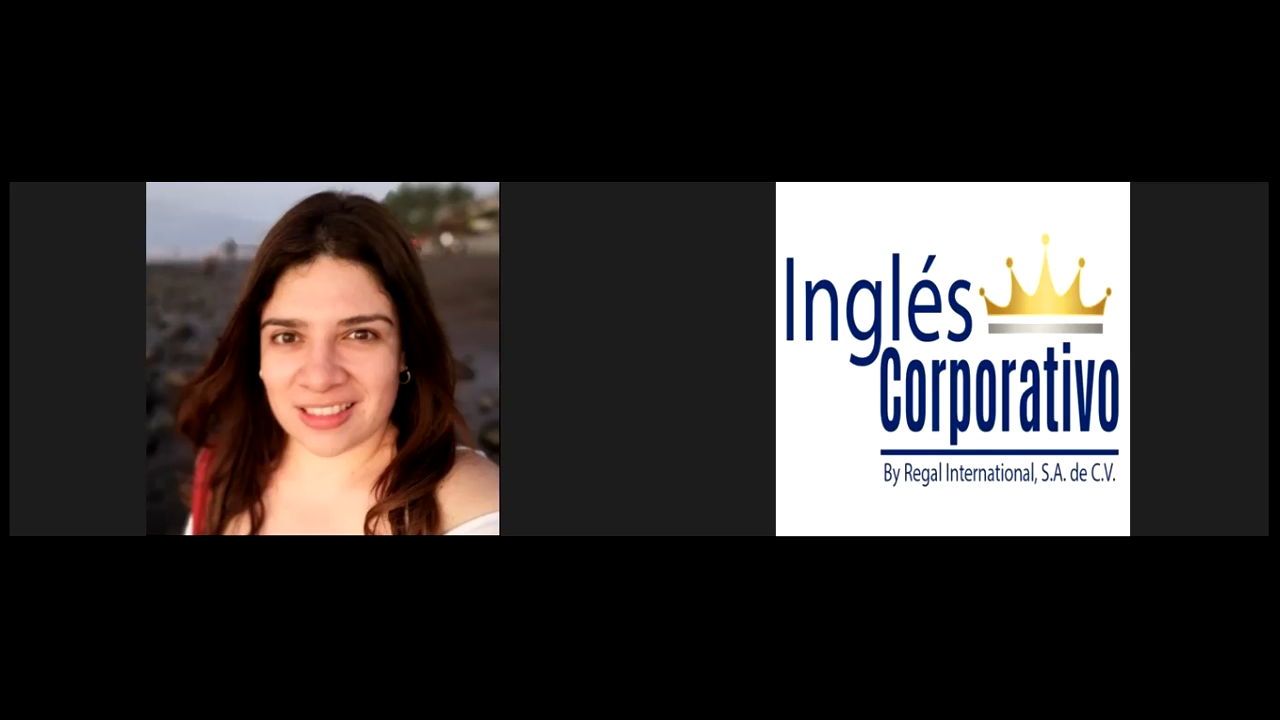 Inglés
Corporativo
By Regal International, S.A. de C.V.